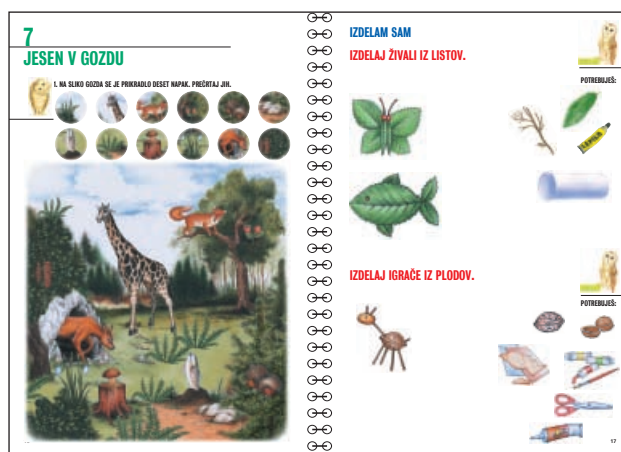 7
JESEN V GOZDU
1. NA SLIKO GOZDA SE JE PRIKRADLO DESET NAPAK. PREČRTAJ JIH.
IZDELAM SAM
IZDELAJ ŽIVALI IZ LISTOV.
POTREBUJEŠ:
IZDELAJ IGRAČE IZ PLODOV.
POTREBUJEŠ:
17